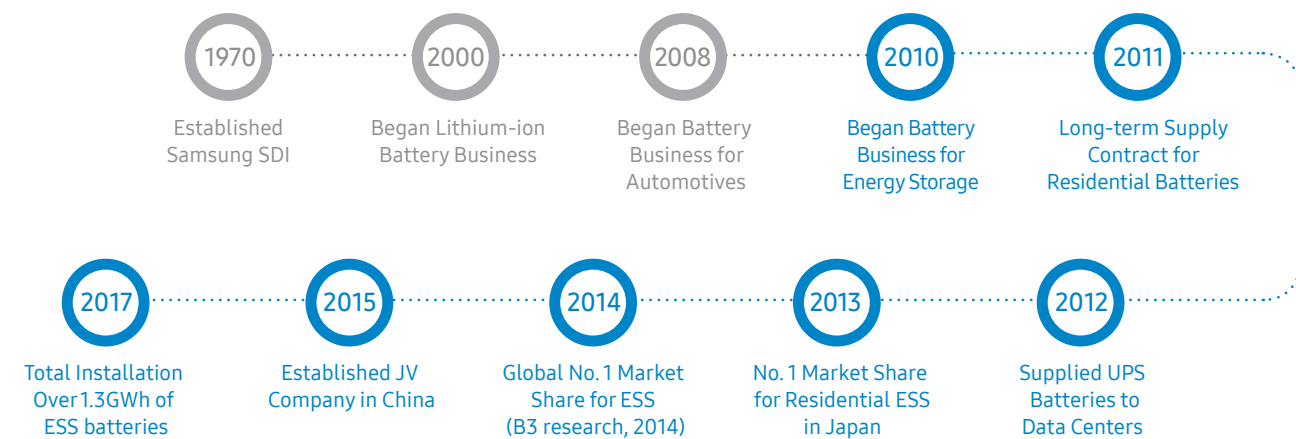 1970
Established
Samsung SDI
2000
Began Lithium-ion
Battery Business
2008
Began Battery
Business for
Automotives
2010
Began Battery
Business for
Energy Storage
2011
Long-term Supply
Contract for
Residential Batteries
2012
Supplied UPS
Batteries to
Data Centers
2013
No. 1 Market Share
for Residential ESS
in Japan
2014
Global No. 1 Market
Share for ESS
(B3 research, 2014)
2015
Established JV
Company in China
2017
Total Installation
Over 1.3GWh of
ESS batteries